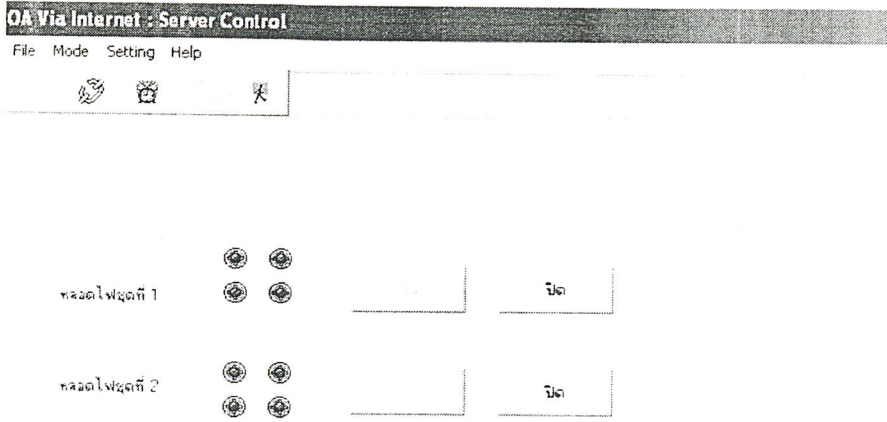 OA Via Internet : Server Control
File Mode Setting Help
หลอดไฟชุดที่ 1
ปิด
หลอดไฟชุดที่ 2
ปิด